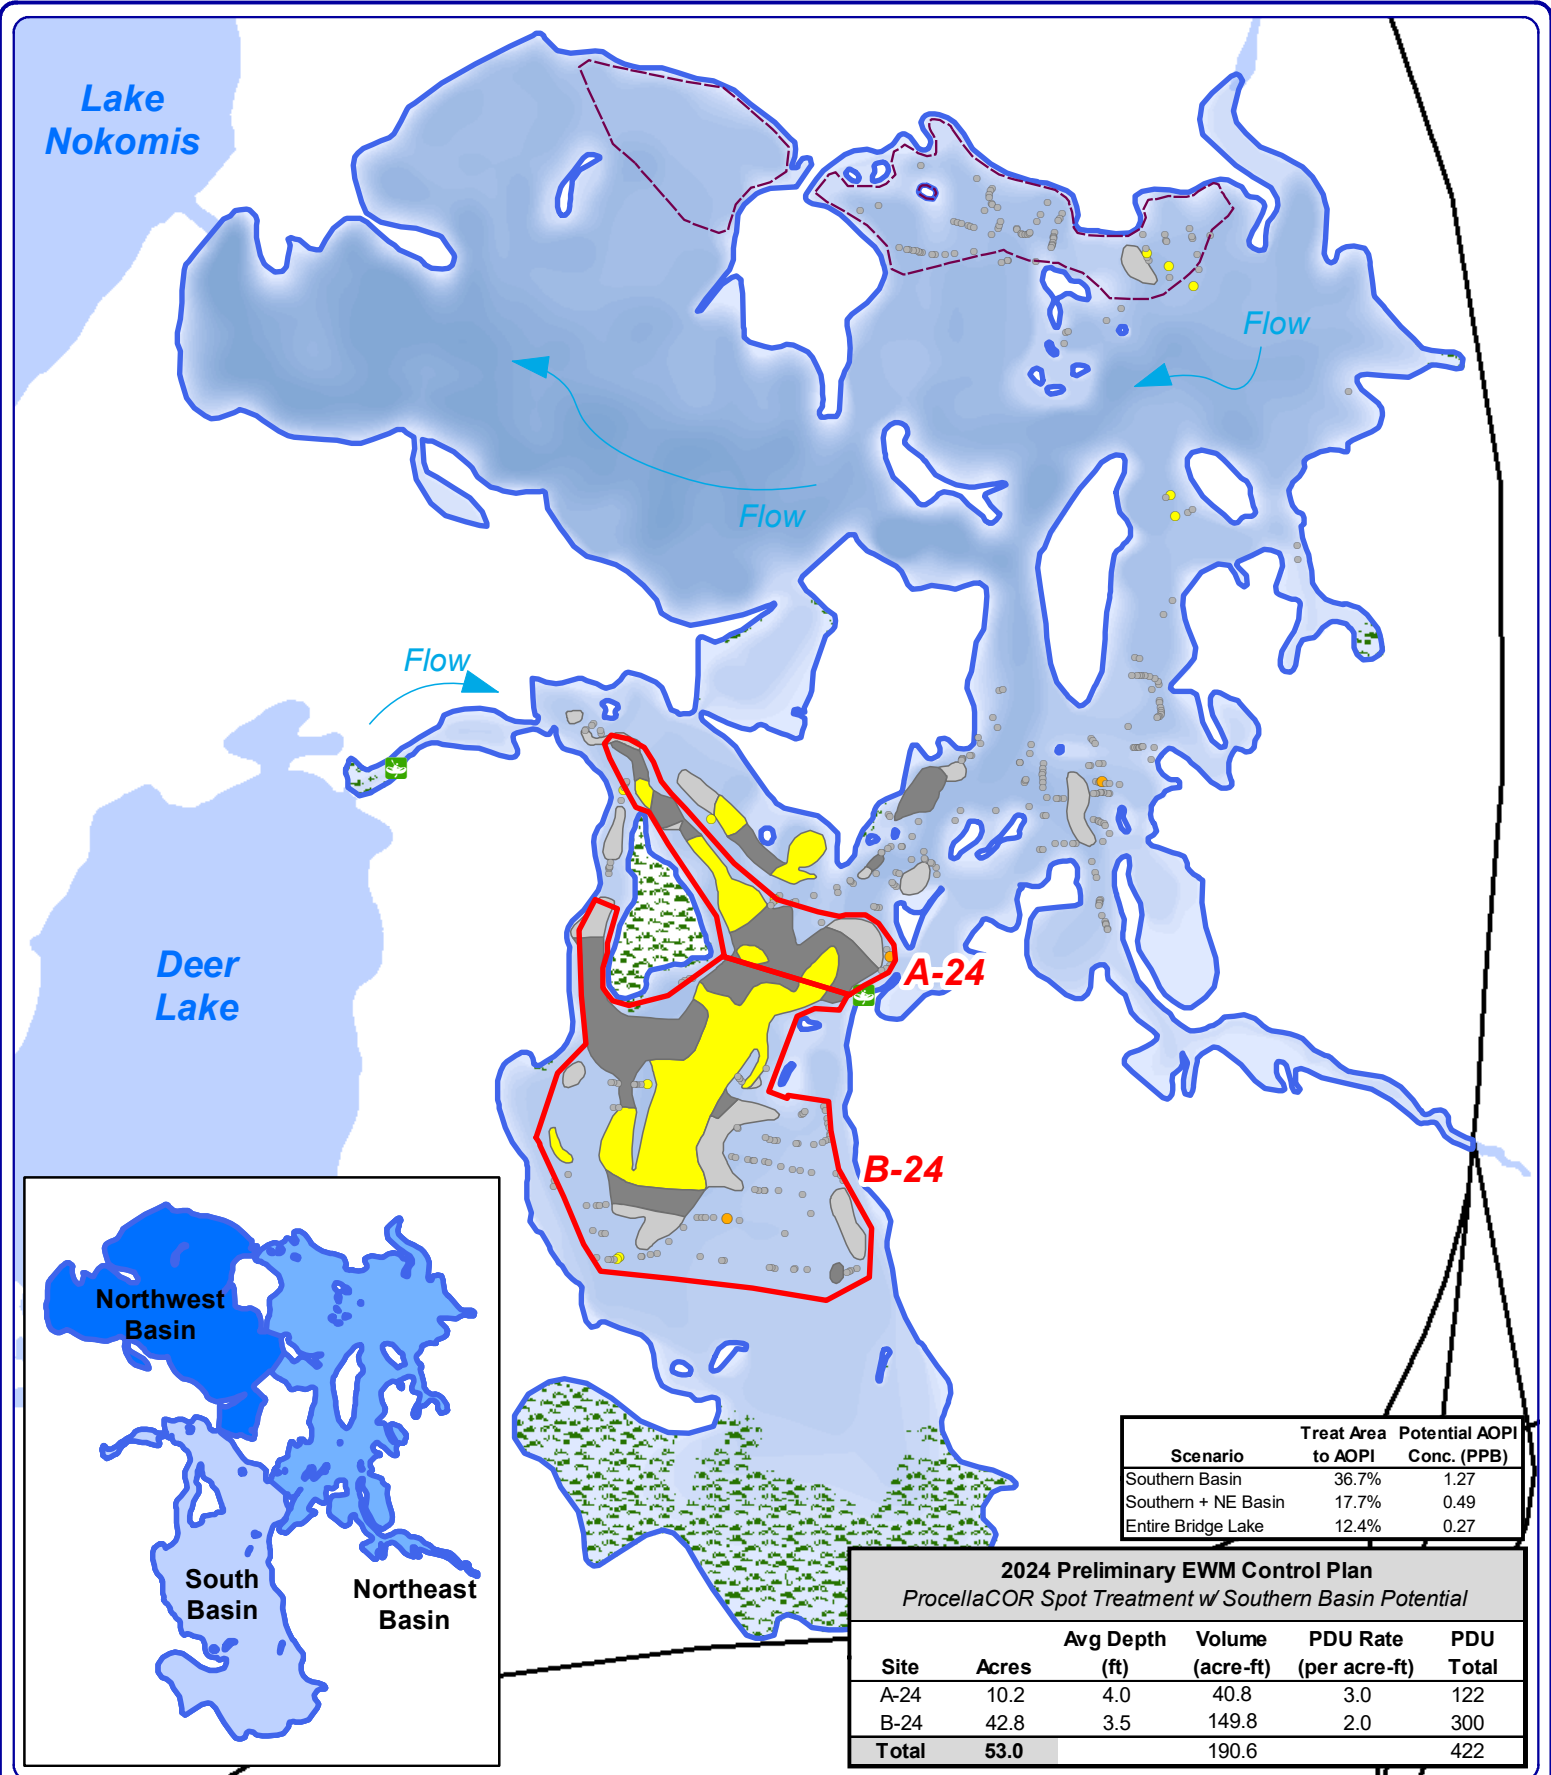 Lake
Nokomis
Flow
Flow
Flow
Deer
Lake
A-24
B-24
Northwest
Basin
South
Basin
Northeast
Basin
Scenario Treat Area to AOPI Potential AOPI Conc. (PPB)
Southern Basin 36.7% 1.27
Southern + NE Basin 17.7% 0.49
Entire Bridge Lake 12.4% 0.27
2024 Preliminary EWM Control Plan
ProcellaCOR Spot Treatment w/ Southern Basin Potential
Site Acres Avg Depth (ft) Volume (acre-ft) PDU Rate (per acre-ft) PDU Total
A-24 10.2 4.0 40.8 3.0 122
B-24 42.8 3.5 149.8 2.0 300
Total 53.0 190.6 422